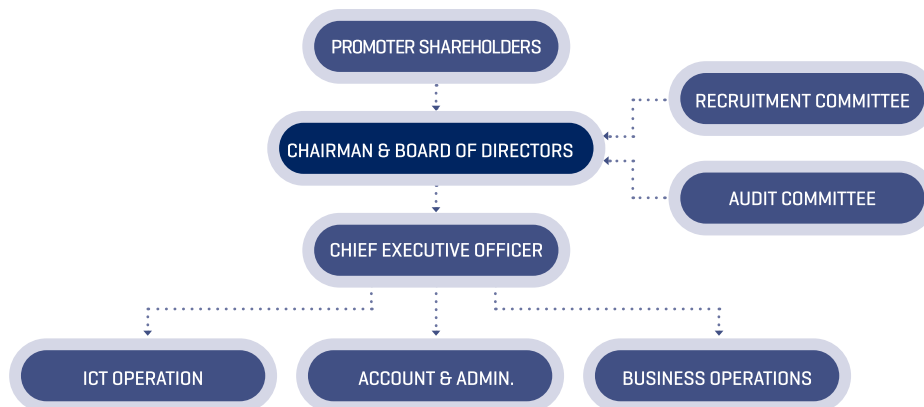 PROMOTER SHAREHOLDERS
RECRUITMENT COMMITTEE
CHAIRMAN & BOARD OF DIRECTORS
AUDIT COMMITTEE
CHIEF EXECUTIVE OFFICER
ICT OPERATION
ACCOUNT & ADMIN.
BUSINESS OPERATIONS